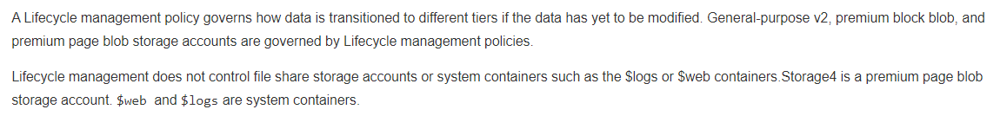 A Lifecycle management policy governs how data is transitioned to different tiers if the data has yet to be modified. General-purpose v2, premium block blob, and
premium page blob storage accounts are governed by Lifecycle management policies.
Lifecycle management does not control file share storage accounts or system containers such as the $logs or $web containers.Storage4 is a premium page blob
storage account. $web and $logs are system containers.